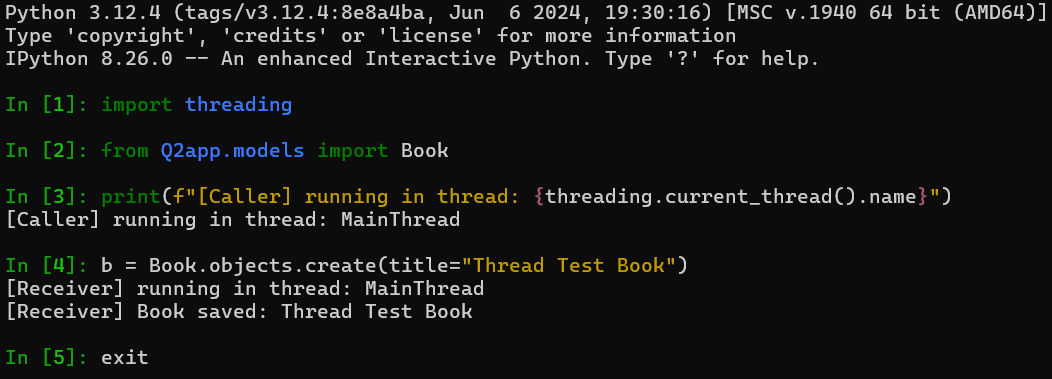 Python 3.12.4 (tags/v3.12.4:8e8a4ba, Jun  6 2024, 19:30:16) [MSC v.1940 64 bit (AMD64)]
Type 'copyright', 'credits' or 'license' for more information
IPython 8.26.0 -- An enhanced Interactive Python. Type '?' for help.
In [1]: import threading
In [2]: from Q2app.models import Book
In [3]: print(f"[Caller] running in thread: {threading.current_thread().name}")
[Caller] running in thread: MainThread
In [4]: b = Book.objects.create(title="Thread Test Book")
[Receiver] running in thread: MainThread
[Receiver] Book saved: Thread Test Book
In [5]: exit